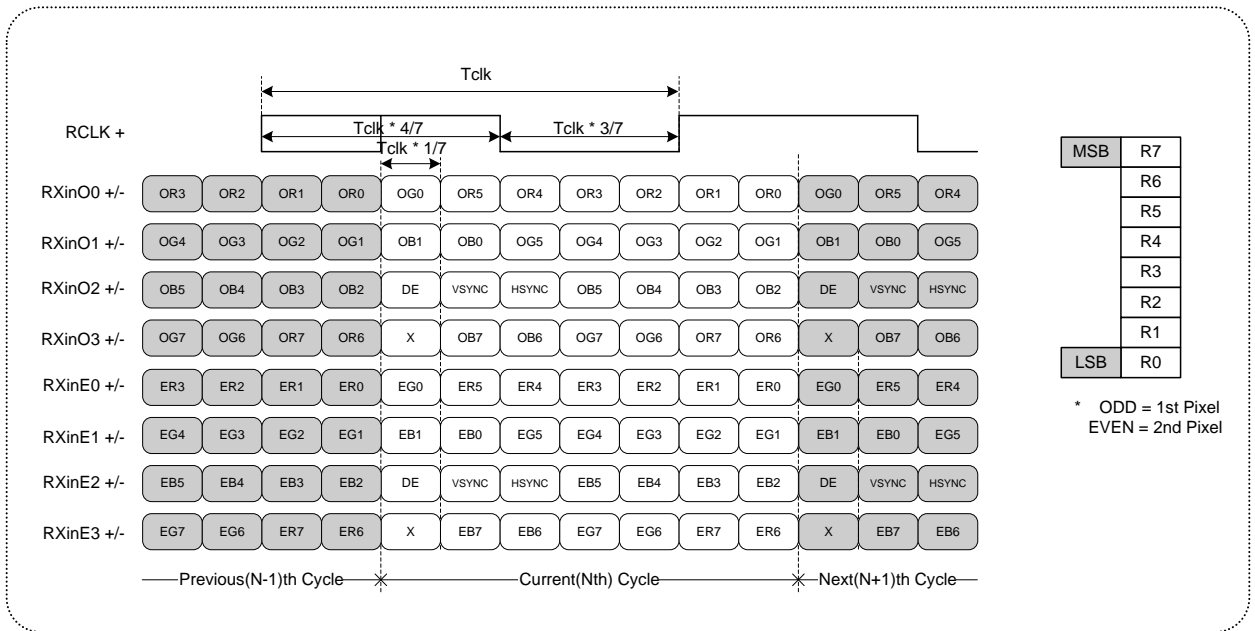 Tclk
RCLK +
Tclk * 4/7
Tclk * 3/7
Tclk * 1/7
RXinO0 +/- OR3 OR2 OR1 OR0 OG0 OR5 OR4 OR3 OR2 OR1 OR0 OG0 OR5 OR4
RXinO1 +/- OG4 OG3 OG2 OG1 OB1 OB0 OG5 OG4 OG3 OG2 OG1 OB1 OB0 OG5
RXinO2 +/- OB5 OB4 OB3 OB2 DE VSYNC HSYNC OB5 OB4 OB3 OB2 DE VSYNC HSYNC
RXinO3 +/- OG7 OG6 OR7 OR6 X OB7 OB6 OG7 OG6 OR7 OR6 X OB7 OB6
RXinE0 +/- ER3 ER2 ER1 ER0 EG0 ER5 ER4 ER3 ER2 ER1 ER0 EG0 ER5 ER4
RXinE1 +/- EG4 EG3 EG2 EG1 EB1 EB0 EG5 EG4 EG3 EG2 EG1 EB1 EB0 EG5
RXinE2 +/- EB5 EB4 EB3 EB2 DE VSYNC HSYNC EB5 EB4 EB3 EB2 DE VSYNC HSYNC
RXinE3 +/- EG7 EG6 ER7 ER6 X EB7 EB6 EG7 EG6 ER7 ER6 X EB7 EB6
Previous(N-1)th Cycle Current(Nth) Cycle Next(N+1)th Cycle
MSB R7
R6
R5
R4
R3
R2
R1
LSB R0
* ODD = 1st Pixel
EVEN = 2nd Pixel